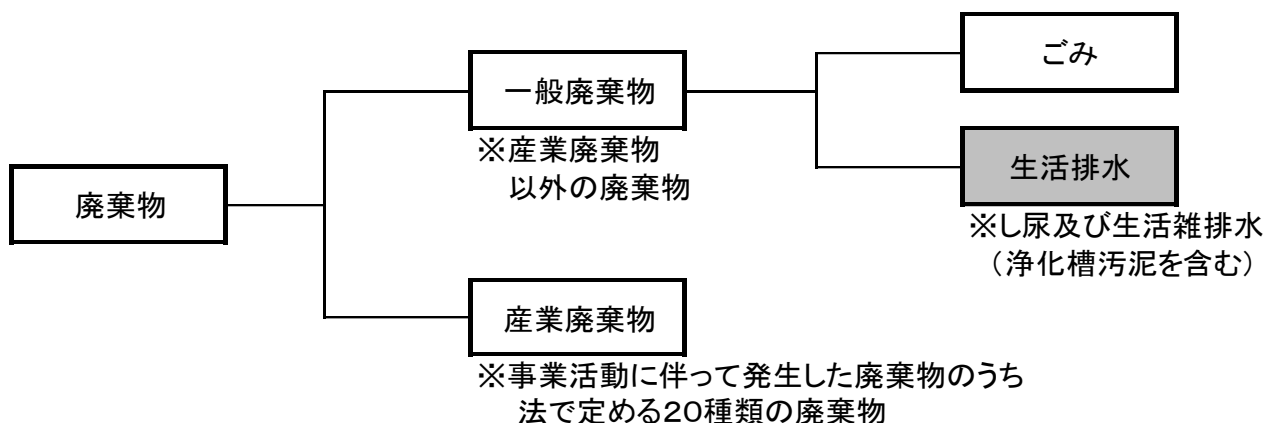 ごみ
一般廃棄物
※産業廃棄物
以外の廃棄物
生活排水
※し尿及び生活雑排水
（浄化槽汚泥を含む）
廃棄物
産業廃棄物
※事業活動に伴って発生した廃棄物のうち
法で定める20種類の廃棄物